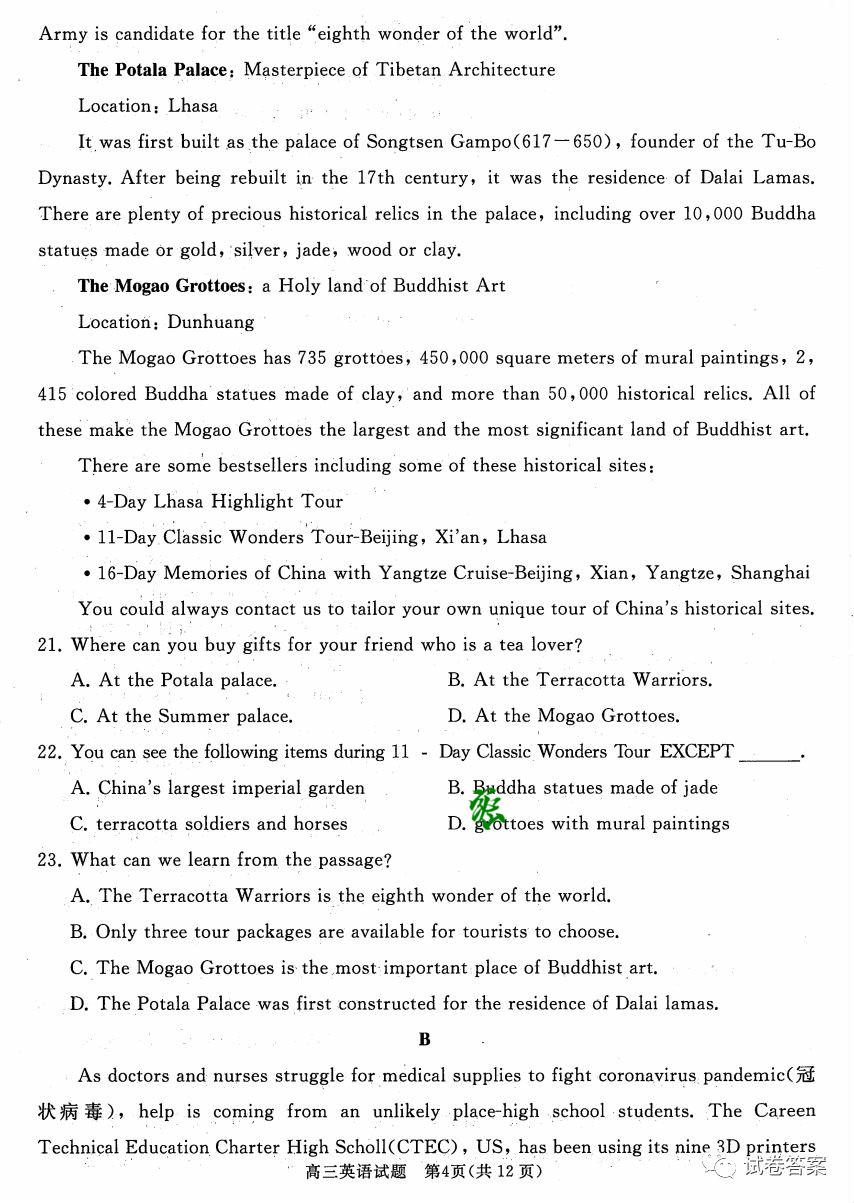 Army is candidate for the title “eighth wonder of the world”.
The Potala Palace: Masterpiece of Tibetan Architecture
Location: Lhasa
It was first built as the palace of Songtsen Gampo(617－650), founder of the Tu-Bo
Dynasty. After being rebuilt in the 17th century, it was the residence of Dalai Lamas.
There are plenty of precious historical relics in the palace, including over 10,000 Buddha
statues made or gold, silver, jade, wood or clay.
The Mogao Grottoes: a Holy land of Buddhist Art
Location: Dunhuang
The Mogao Grottoes has 735 grottoes, 450,000 square meters of mural paintings, 2,
415 colored Buddha statues made of clay, and more than 50,000 historical relics. All of
these make the Mogao Grottoes the largest and the most significant land of Buddhist art.
There are some bestsellers including some of these historical sites:
• 4-Day Lhasa Highlight Tour
• 11-Day Classic Wonders Tour-Beijing, Xi’an, Lhasa
• 16-Day Memories of China with Yangtze Cruise-Beijing, Xian, Yangtze, Shanghai
You could always contact us to tailor your own unique tour of China’s historical sites.
21. Where can you buy gifts for your friend who is a tea lover?
A. At the Potala palace. B. At the Terracotta Warriors.
C. At the Summer palace. D. At the Mogao Grottoes.
22. You can see the following items during 11 - Day Classic Wonders Tour EXCEPT ______.
A. China’s largest imperial garden B. Buddha statues made of jade
C. terracotta soldiers and horses D. grottoes with mural paintings
23. What can we learn from the passage?
A. The Terracotta Warriors is the eighth wonder of the world.
B. Only three tour packages are available for tourists to choose.
C. The Mogao Grottoes is the most important place of Buddhist art.
D. The Potala Palace was first constructed for the residence of Dalai lamas.
B
As doctors and nurses struggle for medical supplies to fight coronavirus pandemic(冠
状病毒), help is coming from an unlikely place-high school students. The Careen
Technical Education Charter High Scholl(CTEC), US, has been using its nine 3D printers
高三英语试题 第4页(共12页)
试卷答案